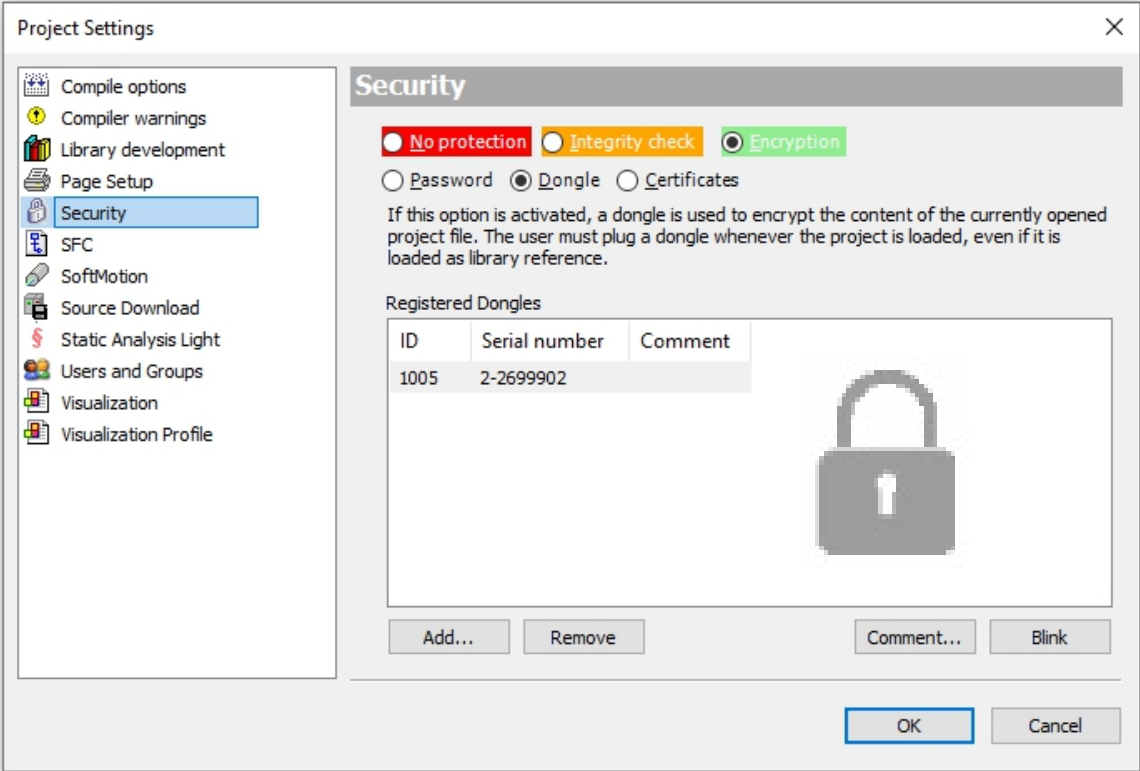 Project Settings
Compile options
Compiler warnings
Library development
Page Setup
Security
SFC
SoftMotion
Source Download
Static Analysis Light
Users and Groups
Visualization
Visualization Profile
Security
No protection Integrity check Encryption
Password Dongle Certificates
If this option is activated, a dongle is used to encrypt the content of the currently opened
project file. The user must plug a dongle whenever the project is loaded, even if it is
loaded as library reference.
Registered Dongles
ID Serial number Comment
1005 2-2699902
Add... Remove Comment... Blink
OK Cancel